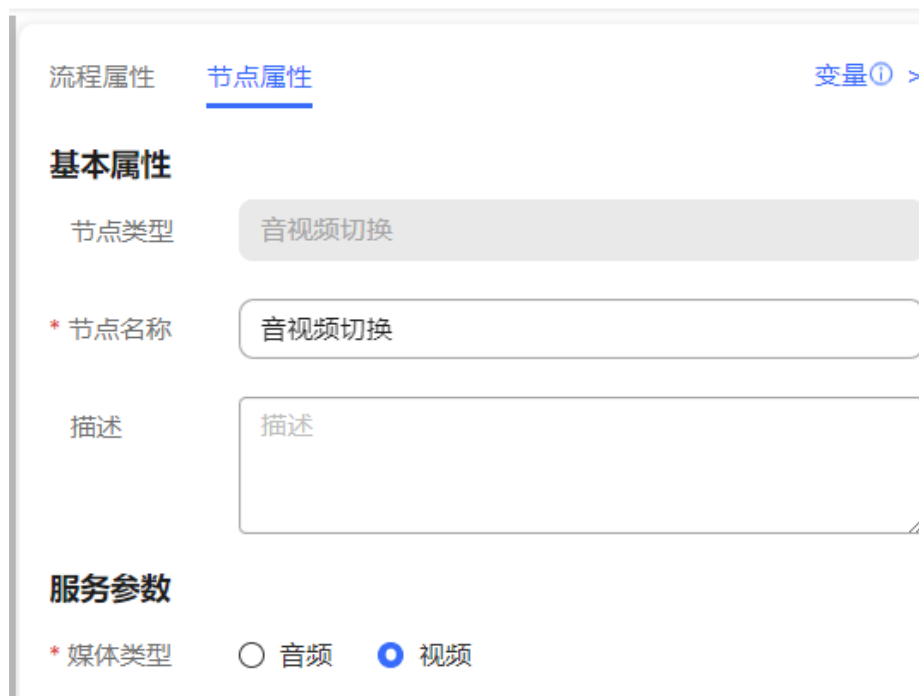 流程属性 节点属性 变量 >
基本属性
节点类型 音视频切换
* 节点名称 音视频切换
描述 描述
服务参数
* 媒体类型 音频 视频